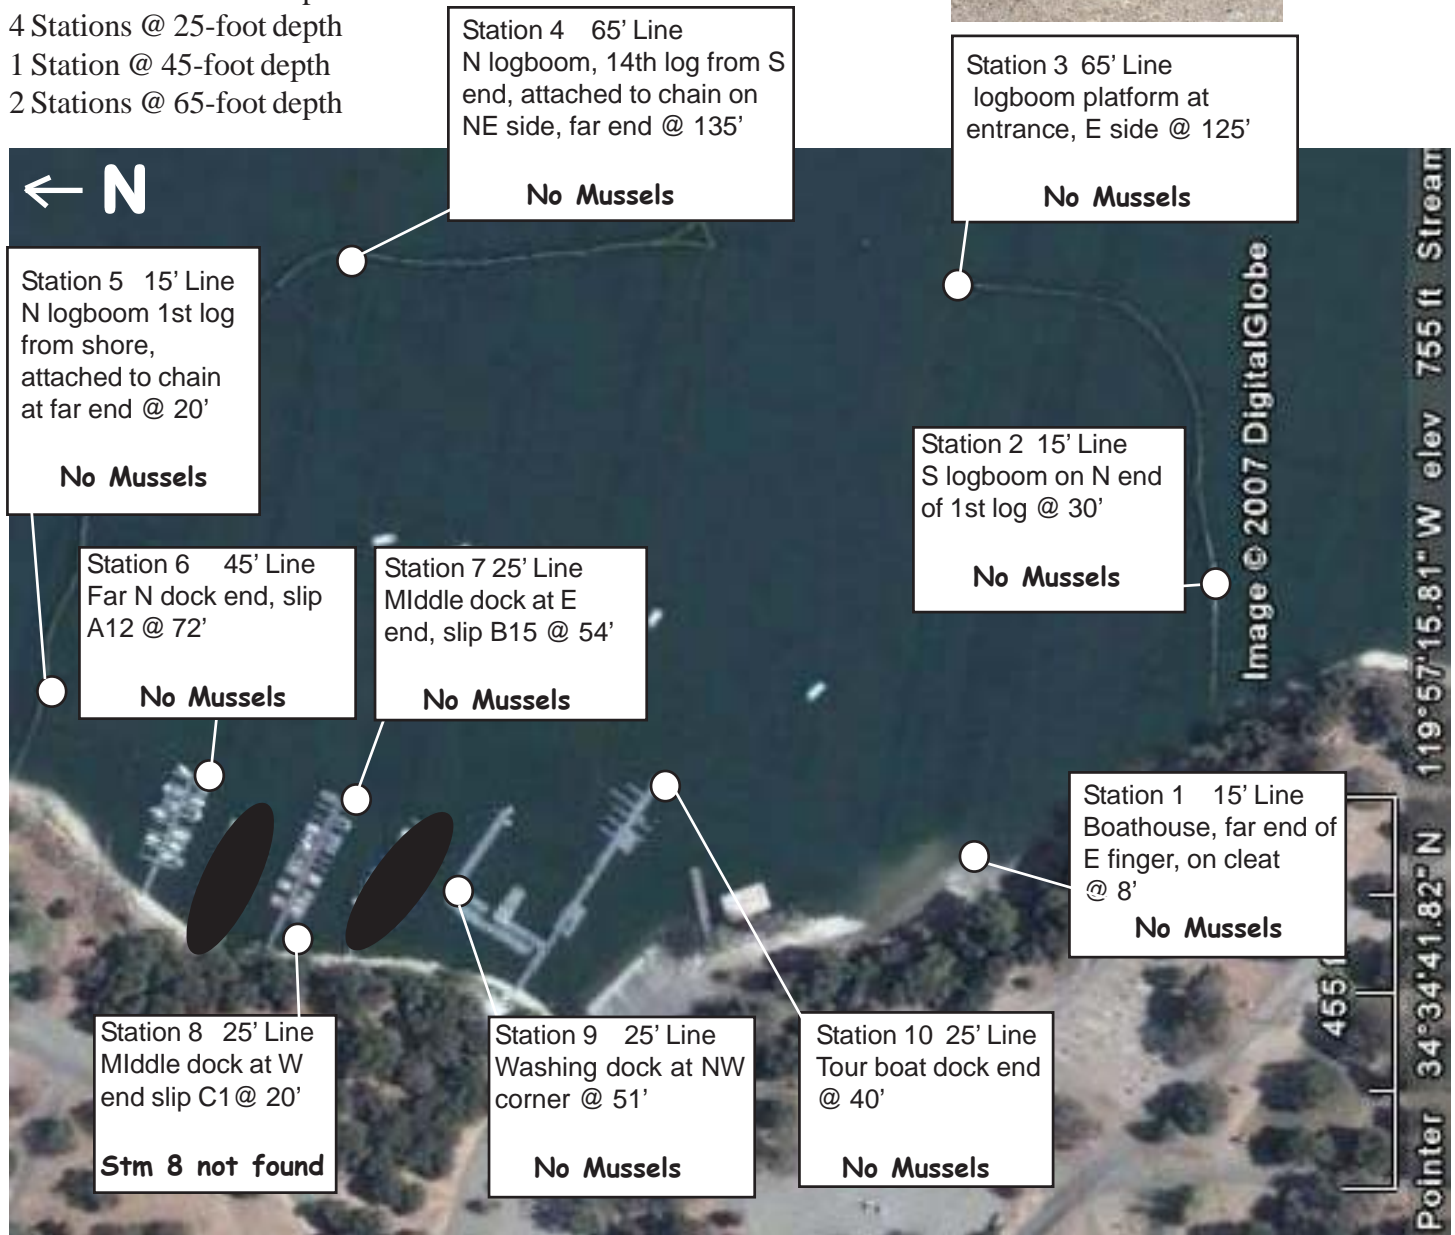 4 Stations @ 25-foot depth
1 Station @ 45-foot depth
2 Stations @ 65-foot depth
Station 4 65' Line
N logboom, 14th log from S
end, attached to chain on
NE side, far end @ 135'
No Mussels
Station 3 65' Line
logboom platform at
entrance, E side @ 125'
No Mussels
← N
Station 5 15' Line
N logboom 1st log
from shore,
attached to chain
at far end @ 20'
No Mussels
Station 2 15' Line
S logboom on N end
of 1st log @ 30'
No Mussels
Station 6 45' Line
Far N dock end, slip
A12 @ 72'
No Mussels
Station 7 25' Line
MIddle dock at E
end, slip B15 @ 54'
No Mussels
Station 1 15' Line
Boathouse, far end of
E finger, on cleat
@ 8'
No Mussels
Station 8 25' Line
MIddle dock at W
end slip C1@ 20'
Stm 8 not found
Station 9 25' Line
Washing dock at NW
corner @ 51'
No Mussels
Station 10 25' Line
Tour boat dock end
@ 40'
No Mussels
Image © 2007 DigitalGlobe
455
Pointer 34°34'41.82" N 119°57'15.81" W elev 755 ft Stream